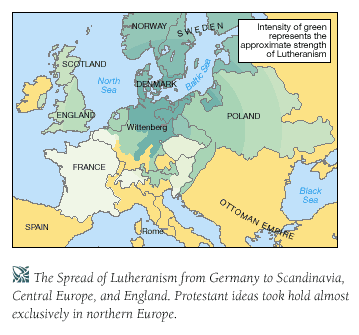 NORWAY
SWEDEN
Intensity of green
represents the
approximate strength
of Lutheranism
SCOTLAND
North
Sea
DENMARK
Baltic Sea
ENGLAND
Wittenberg
POLAND
FRANCE
Black
Sea
OTTOMAN EMPIRE
SPAIN
Rome
The Spread of Lutheranism from Germany to Scandinavia,
Central Europe, and England. Protestant ideas took hold almost
exclusively in northern Europe.